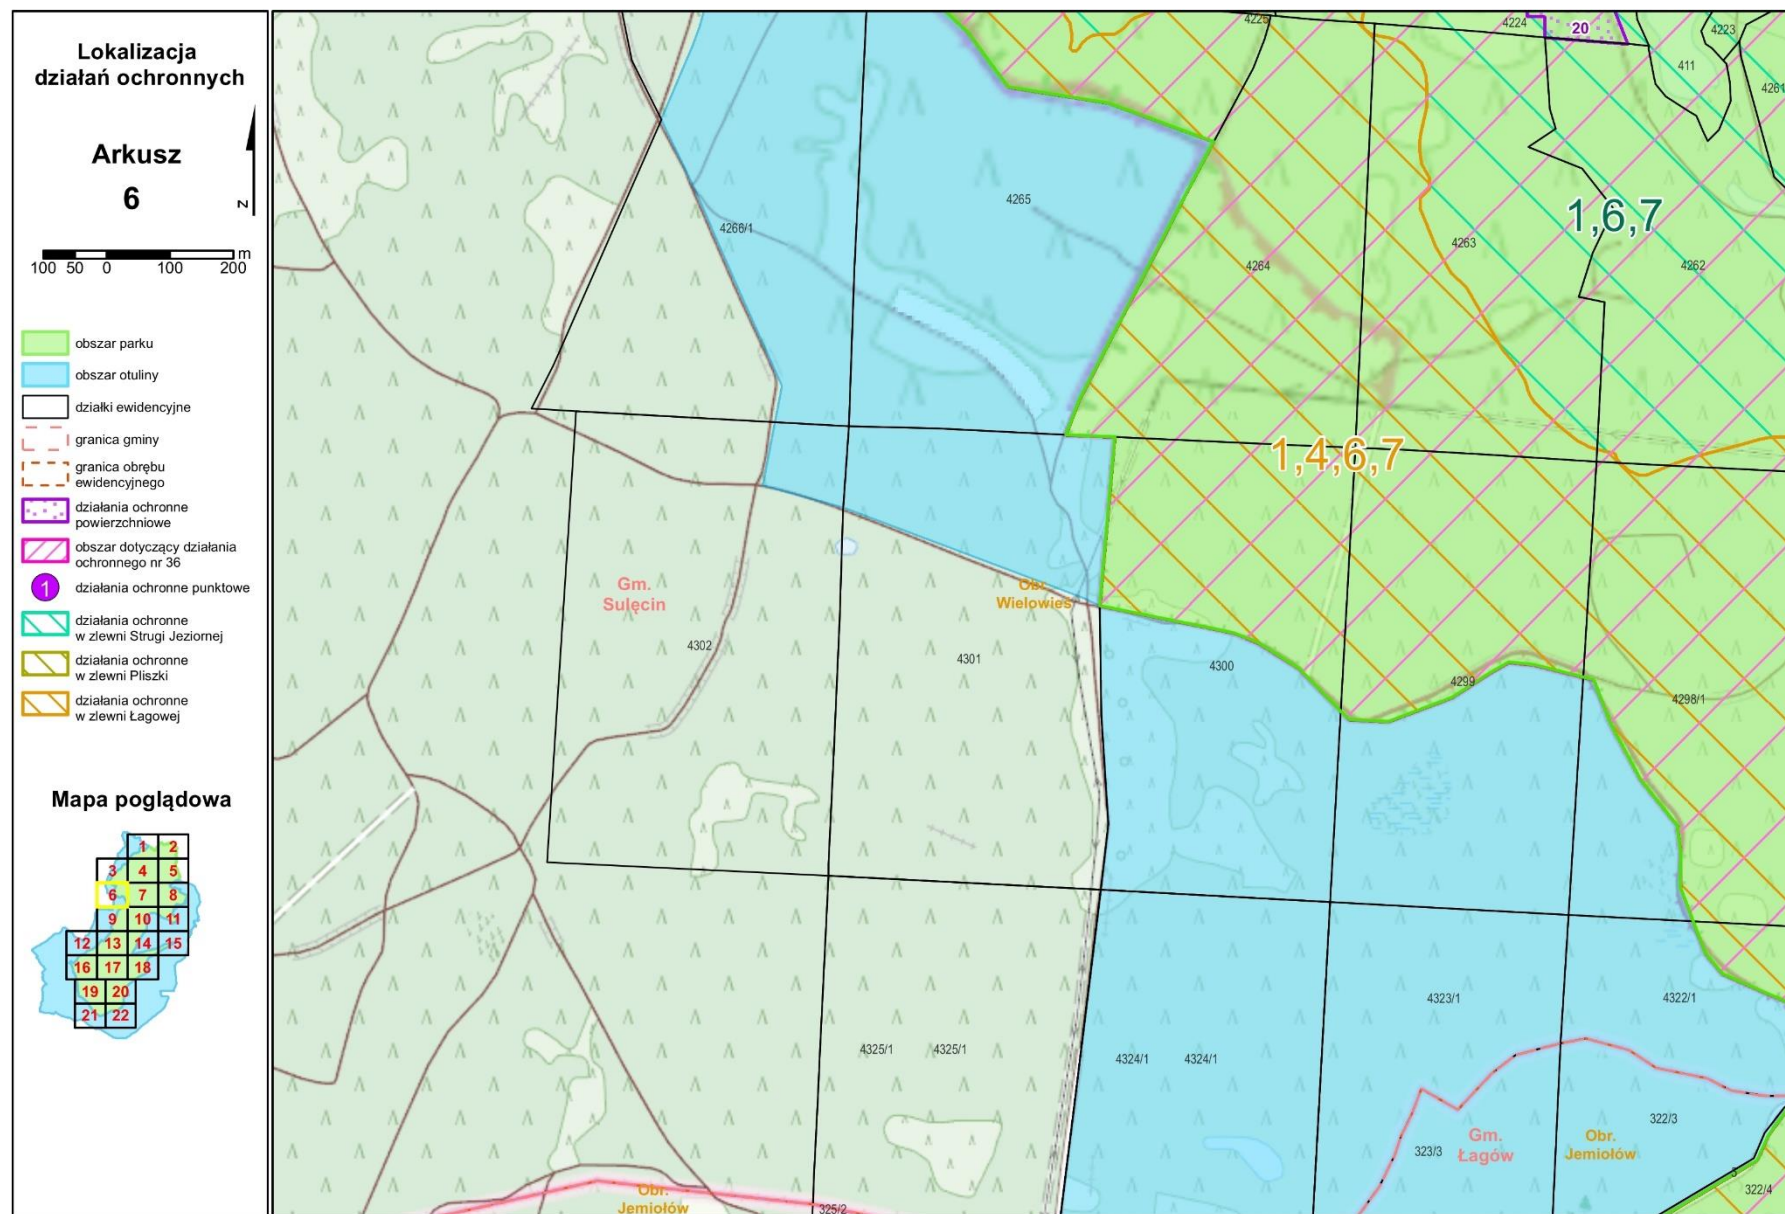 Lokalizacja
działań ochronnych
Arkusz
6
N
100 50 0 100 200 m
obszar parku
obszar otuliny
działki ewidencyjne
granica gminy
granica obrębu
ewidencyjnego
działania ochronne
powierzchniowe
obszar dotyczący działania
ochronnego nr 36
1
działania ochronne punktowe
działania ochronne
w zlewni Strugi Jeziornej
działania ochronne
w zlewni Pliszki
działania ochronne
w zlewni Łagowej
Mapa poglądowa
1 2
3 4 5
6 7 8
9 10 11
12 13 14 15
16 17 18
19 20
21 22
4225
4224
20
4223
411
4261
4265
4266/1
1,6,7
4263
4264
4262
1,4,6,7
Gm.
Sulęcin
Obr.
Wielowieś
4302
4301
4300
4299
4298/1
4323/1
4322/1
4325/1 4325/1
4324/1 4324/1
322/3
323/3
Gm.
Łagów
Obr.
Jemiołów
5
322/4
Obr.
Jemiołów
325/2